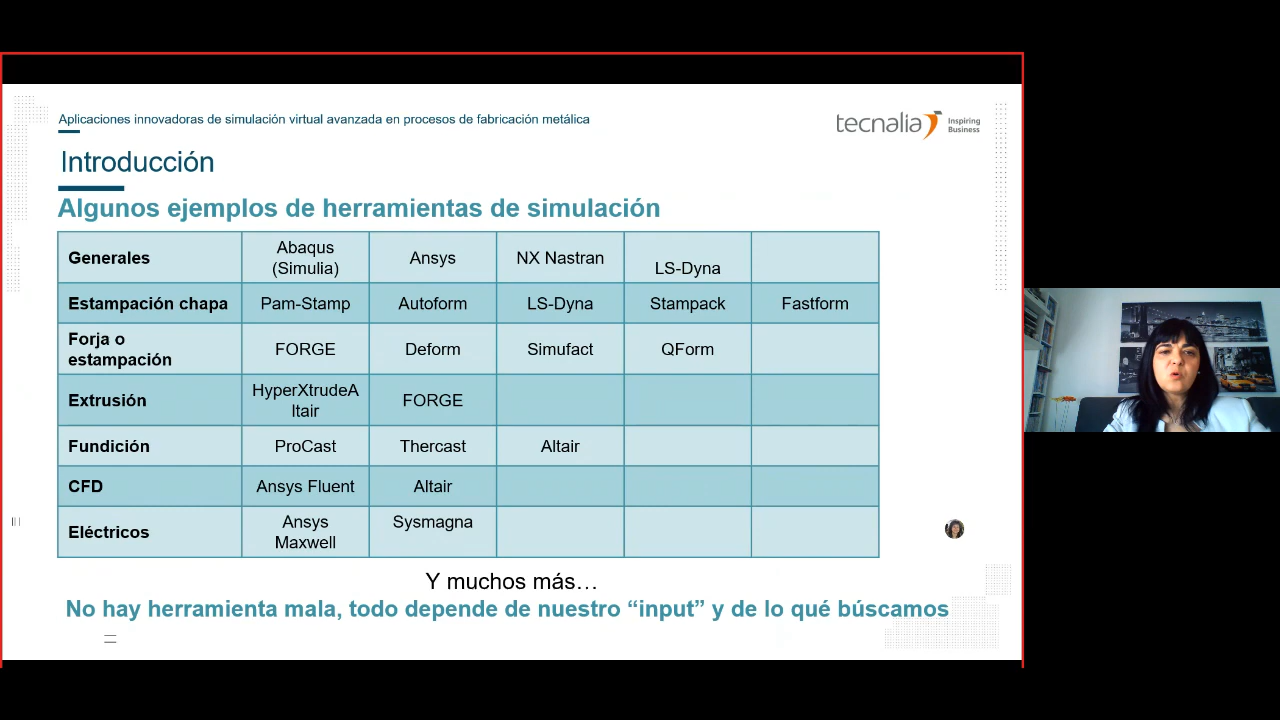 Aplicaciones innovadoras de simulación virtual avanzada en procesos de fabricación metálica
tecnalia Inspiring
Business
Introducción
Algunos ejemplos de herramientas de simulación
Generales Abaqus (Simulia) Ansys NX Nastran LS-Dyna
Estampación chapa Pam-Stamp Autoform LS-Dyna Stampack Fastform
Forja o estampación FORGE Deform Simufact QForm
Extrusión HyperXtrudeA ltair FORGE
Fundición ProCast Thercast Altair
CFD Ansys Fluent Altair
Eléctricos Ansys Maxwell Sysmagna
Y muchos más…
No hay herramienta mala, todo depende de nuestro “input” y de lo qué búscamos